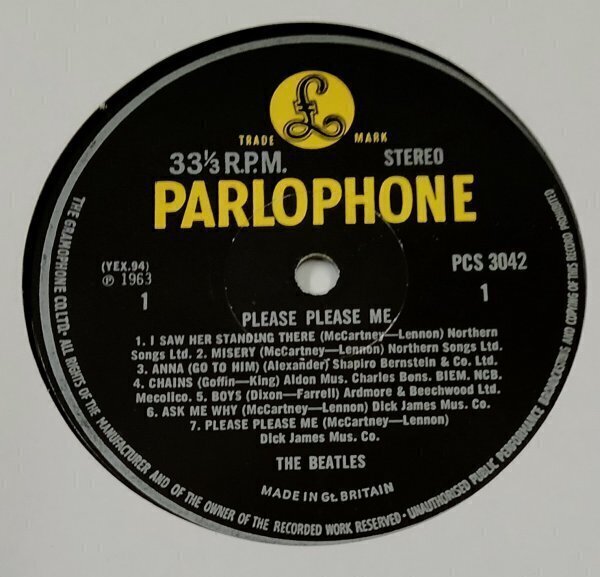 £
TRADE MARK
33⅓ R.P.M. STEREO
PARLOPHONE
(YEX.94) PCS 3042
℗ 1963
1 1
PLEASE PLEASE ME
1. I SAW HER STANDING THERE (McCartney—Lennon) Northern
Songs Ltd. 2. MISERY (McCartney—Lennon) Northern Songs Ltd.
3. ANNA (GO TO HIM) (Alexander) Shapiro Bernstein & Co. Ltd.
4. CHAINS (Goffin—King) Aldon Mus. Charles Bens. BIEM. NCB.
Mecolico. 5. BOYS (Dixon—Farrell) Ardmore & Beechwood Ltd.
6. ASK ME WHY (McCartney—Lennon) Dick James Mus. Co.
7. PLEASE PLEASE ME (McCartney—Lennon)
Dick James Mus. Co.
THE BEATLES
MADE IN Gt. BRITAIN
THE GRAMOPHONE CO. LTD. · ALL RIGHTS OF THE MANUFACTURER AND OF THE OWNER OF THE RECORDED WORK RESERVED · UNAUTHORISED PUBLIC PERFORMANCE BROADCASTING AND COPYING OF THIS RECORD PROHIBITED